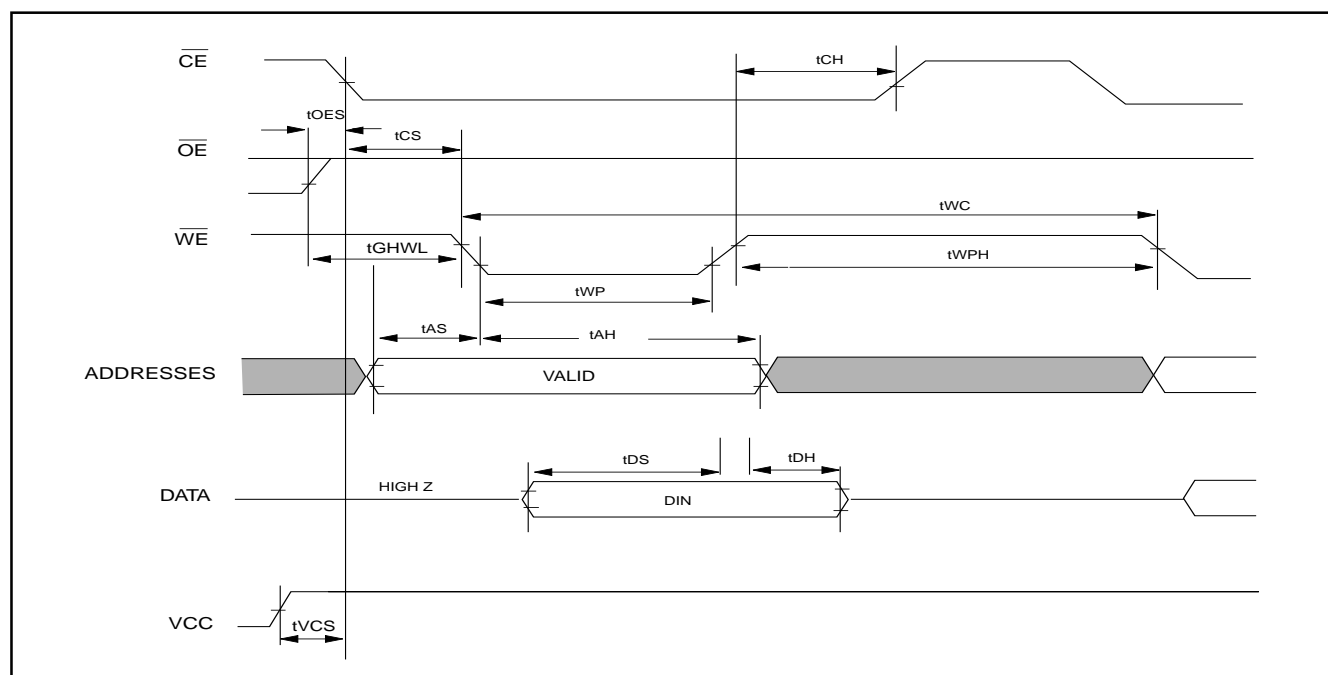 CE
tCH
tOES
tCS
OE
tWC
WE
tGHWL
tWPH
tWP
tAS
tAH
ADDRESSES
VALID
tDS
tDH
DATA
HIGH Z
DIN
VCC
tVCS